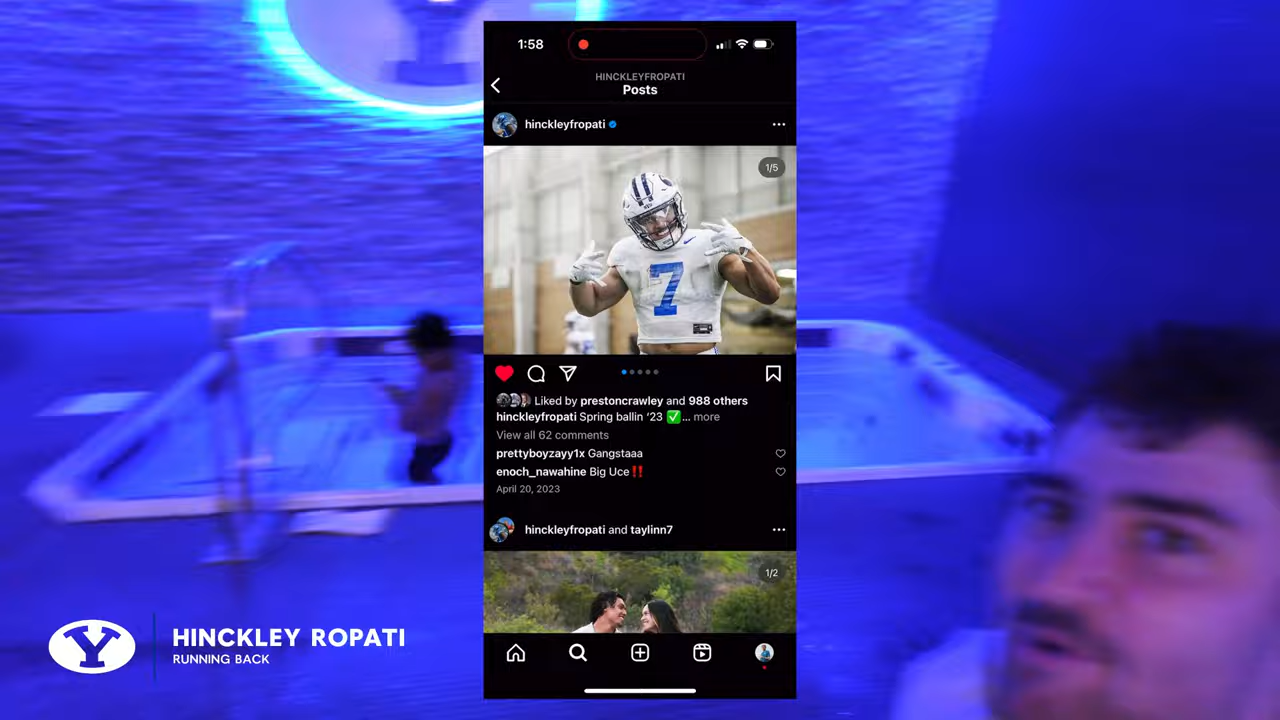 1:58
HINCKLEYFROPATI
Posts
hinckleyfropati
1/5
7
Liked by prestoncrawley and 988 others
hinckleyfropati Spring ballin ‘23 ✅... more
View all 62 comments
prettyboyzayy1x Gangstaaa
enoch_nawahine Big Uce‼️
April 20, 2023
hinckleyfropati and taylinn7
1/2
Y
HINCKLEY ROPATI
RUNNING BACK